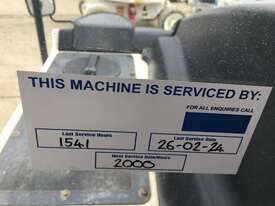 THIS MACHINE IS SERVICED BY:
FOR ALL ENQUIRIES CALL
Last Service Hours
1541
Last Service Date
26-02-24
Next Service Date/Hours
2000